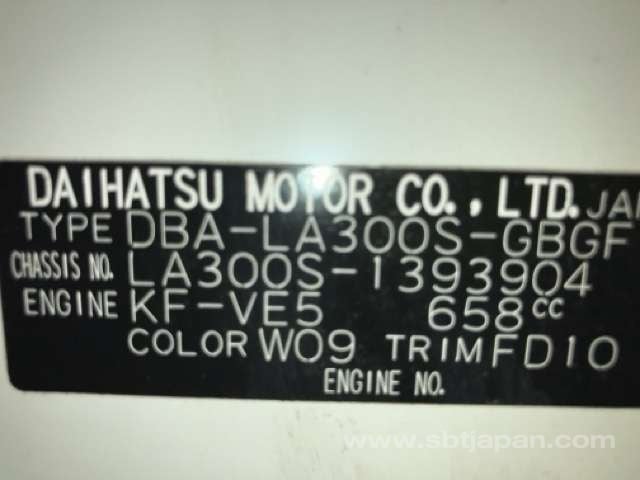 DAIHATSU MOTOR CO., LTD. JAP
TYPE DBA-LA300S-GBGF
CHASSIS NO. LA300S-1393904
ENGINE KF-VE5 658cc
COLOR W09 TRIM FD10
ENGINE NO.
www.sbtjapan.com